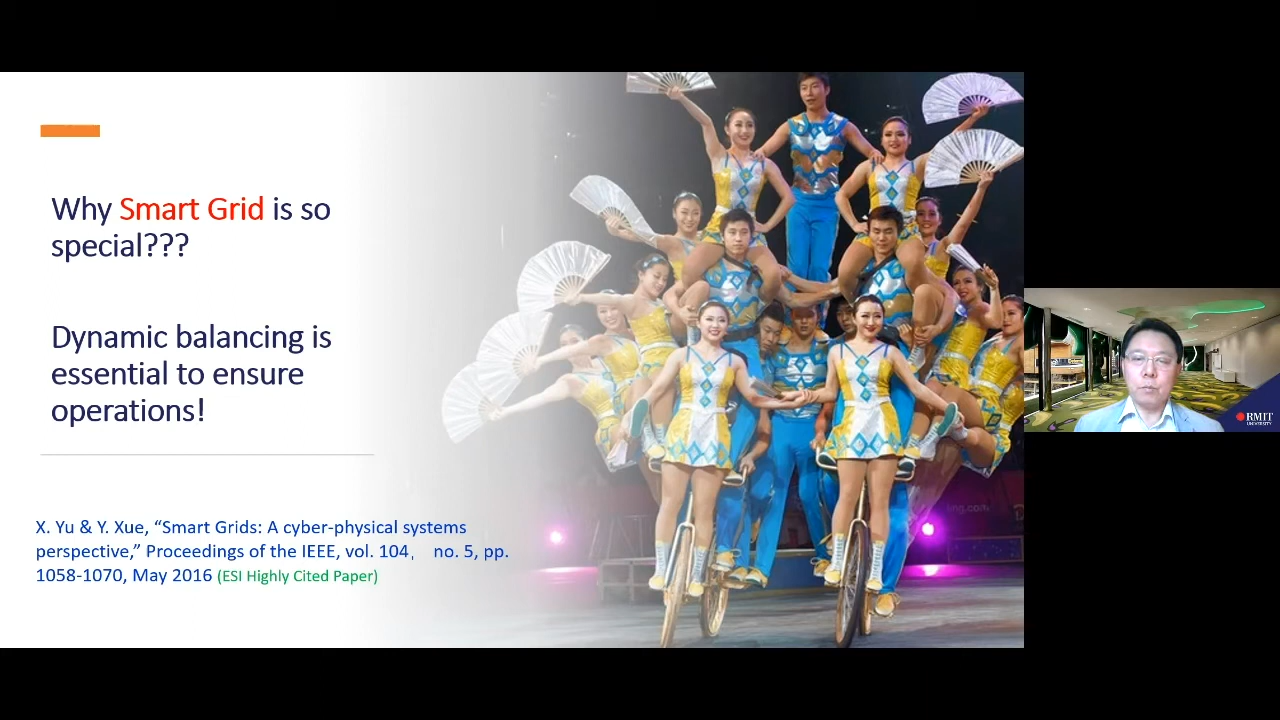 Why Smart Grid is so
special???
Dynamic balancing is
essential to ensure
operations!
X. Yu & Y. Xue, “Smart Grids: A cyber-physical systems
perspective,” Proceedings of the IEEE, vol. 104, no. 5, pp.
1058-1070, May 2016 (ESI Highly Cited Paper)
RMIT
UNIVERSITY